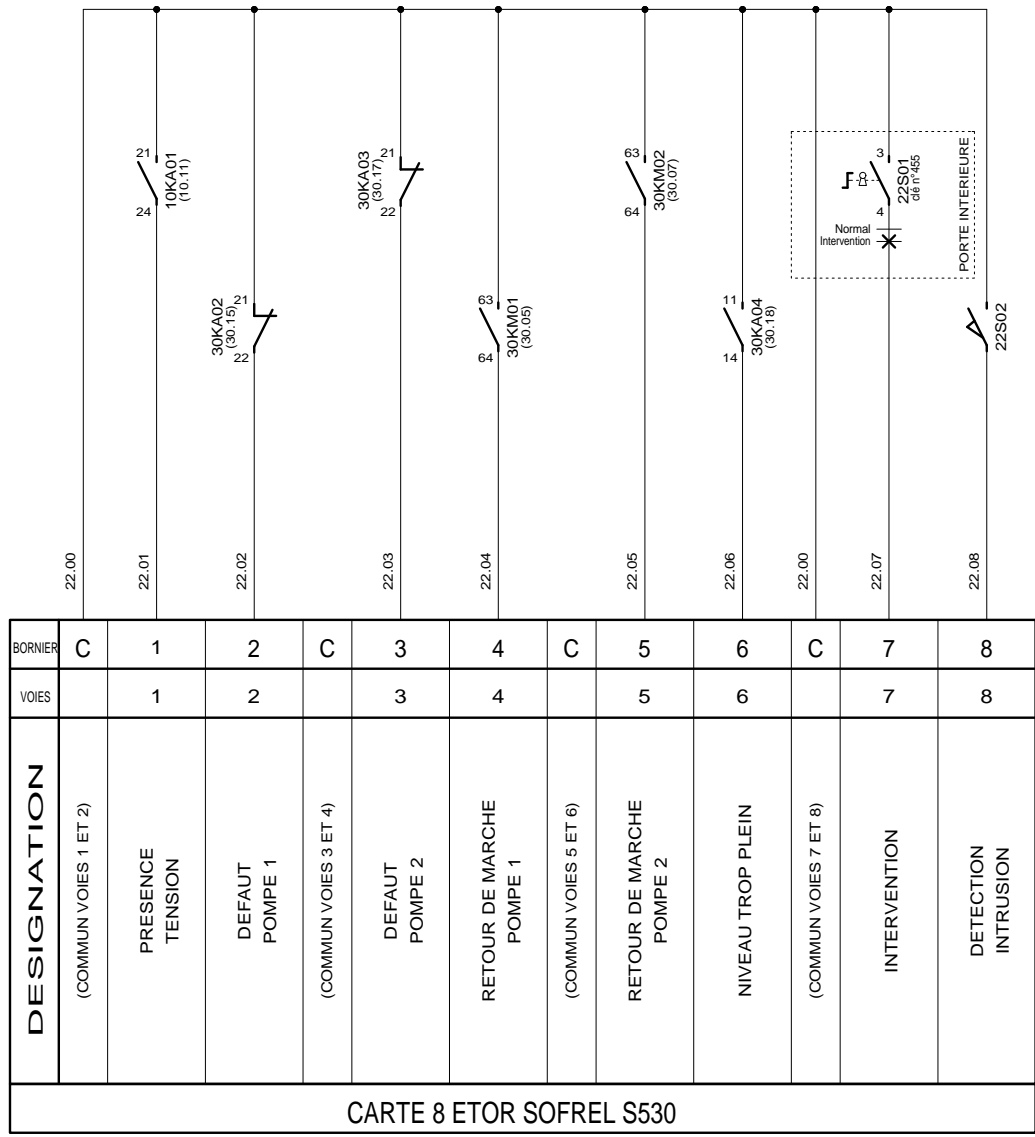 21
10KA01
(10.11)
24
30KA03
(30.17)
21
22
63
30KM02
(30.07)
64
3
22S01
clé n°455
4
Normal
Intervention
PORTE INTERIEURE
30KA02
(30.15)
21
22
63
30KM01
(30.05)
64
11
30KA04
(30.18)
14
22S02
22.00
22.01
22.02
22.03
22.04
22.05
22.06
22.00
22.07
22.08
BORNIER C 1 2 C 3 4 C 5 6 C 7 8
VOIES 1 2 3 4 5 6 7 8
DESIGNATION
(COMMUN VOIES 1 ET 2)
PRESENCE
TENSION
DEFAUT
POMPE 1
(COMMUN VOIES 3 ET 4)
DEFAUT
POMPE 2
RETOUR DE MARCHE
POMPE 1
(COMMUN VOIES 5 ET 6)
RETOUR DE MARCHE
POMPE 2
NIVEAU TROP PLEIN
(COMMUN VOIES 7 ET 8)
INTERVENTION
DETECTION
INTRUSION
CARTE 8 ETOR SOFREL S530